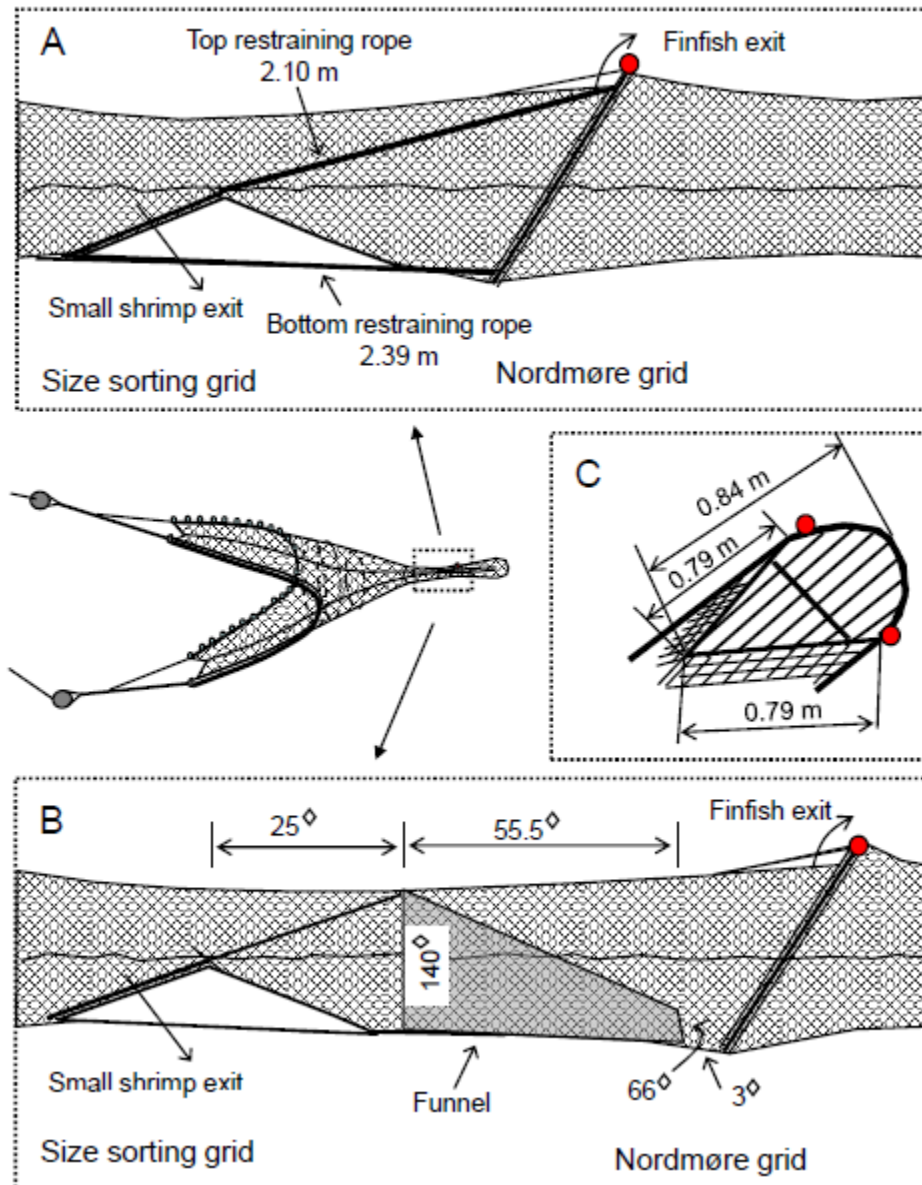 A
Top restraining rope
2.10 m
Finfish exit
Small shrimp exit
Bottom restraining rope
2.39 m
Size sorting grid
Nordmøre grid
C
0.84 m
0.79 m
0.79 m
B
25◊
55.5◊
Finfish exit
140◊
Small shrimp exit
Funnel
66◊
3◊
Size sorting grid
Nordmøre grid